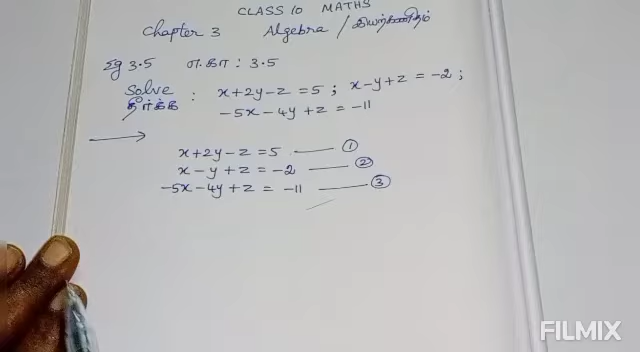 CLASS 10 MATHS
Chapter 3 Algebra / இயற்கணிதம்
Eg 3.5 எ.கா : 3.5
Solve : x+2y-z = 5 ; x-y+z = -2 ;
தீர்க்க -5x-4y+z = -11
x+2y-z = 5 ①
x-y+z = -2 ②
-5x-4y+z = -11 ③
FILMIX